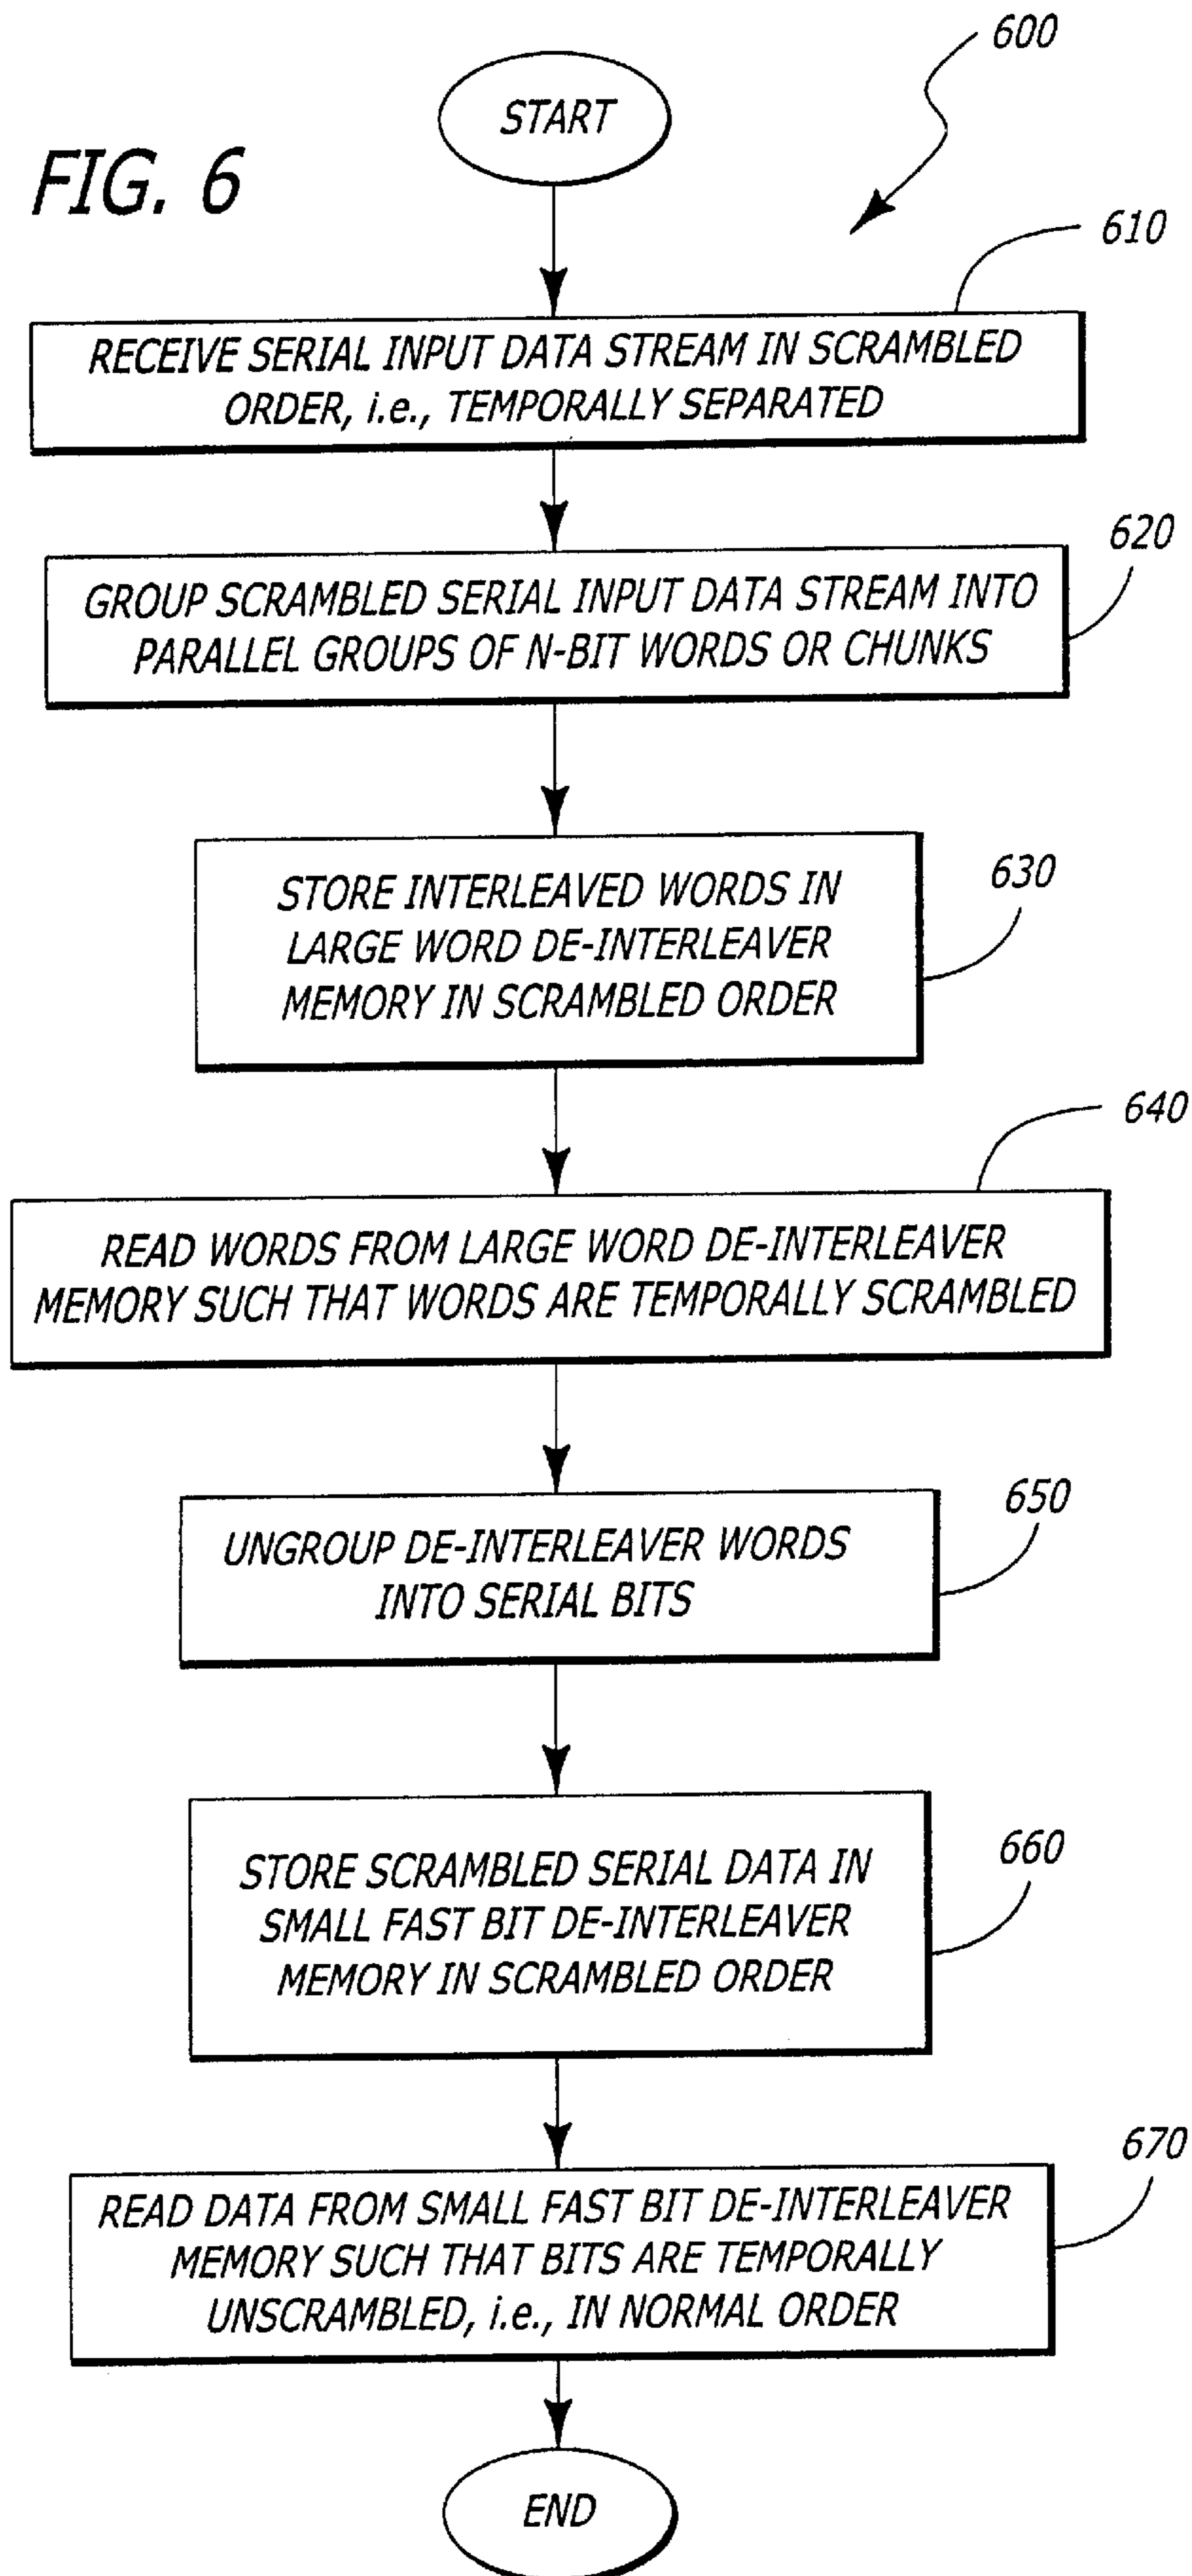 600
START
FIG. 6
610
RECEIVE SERIAL INPUT DATA STREAM IN SCRAMBLED
ORDER, i.e., TEMPORALLY SEPARATED
620
GROUP SCRAMBLED SERIAL INPUT DATA STREAM INTO
PARALLEL GROUPS OF N-BIT WORDS OR CHUNKS
630
STORE INTERLEAVED WORDS IN
LARGE WORD DE-INTERLEAVER
MEMORY IN SCRAMBLED ORDER
640
READ WORDS FROM LARGE WORD DE-INTERLEAVER
MEMORY SUCH THAT WORDS ARE TEMPORALLY SCRAMBLED
650
UNGROUP DE-INTERLEAVER WORDS
INTO SERIAL BITS
660
STORE SCRAMBLED SERIAL DATA IN
SMALL FAST BIT DE-INTERLEAVER
MEMORY IN SCRAMBLED ORDER
670
READ DATA FROM SMALL FAST BIT DE-INTERLEAVER
MEMORY SUCH THAT BITS ARE TEMPORALLY
UNSCRAMBLED, i.e., IN NORMAL ORDER
END